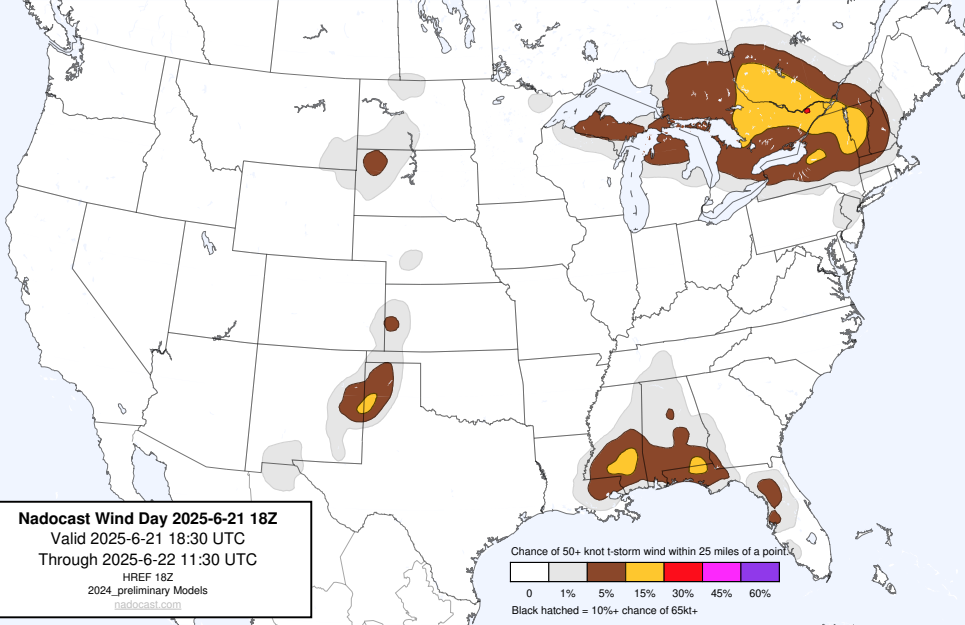 Nadocast Wind Day 2025-6-21 18Z
Valid 2025-6-21 18:30 UTC
Through 2025-6-22 11:30 UTC
HREF 18Z
2024_preliminary Models
nadocast.com
Chance of 50+ knot t-storm wind within 25 miles of a point.
0 1% 5% 15% 30% 45% 60%
Black hatched = 10%+ chance of 65kt+